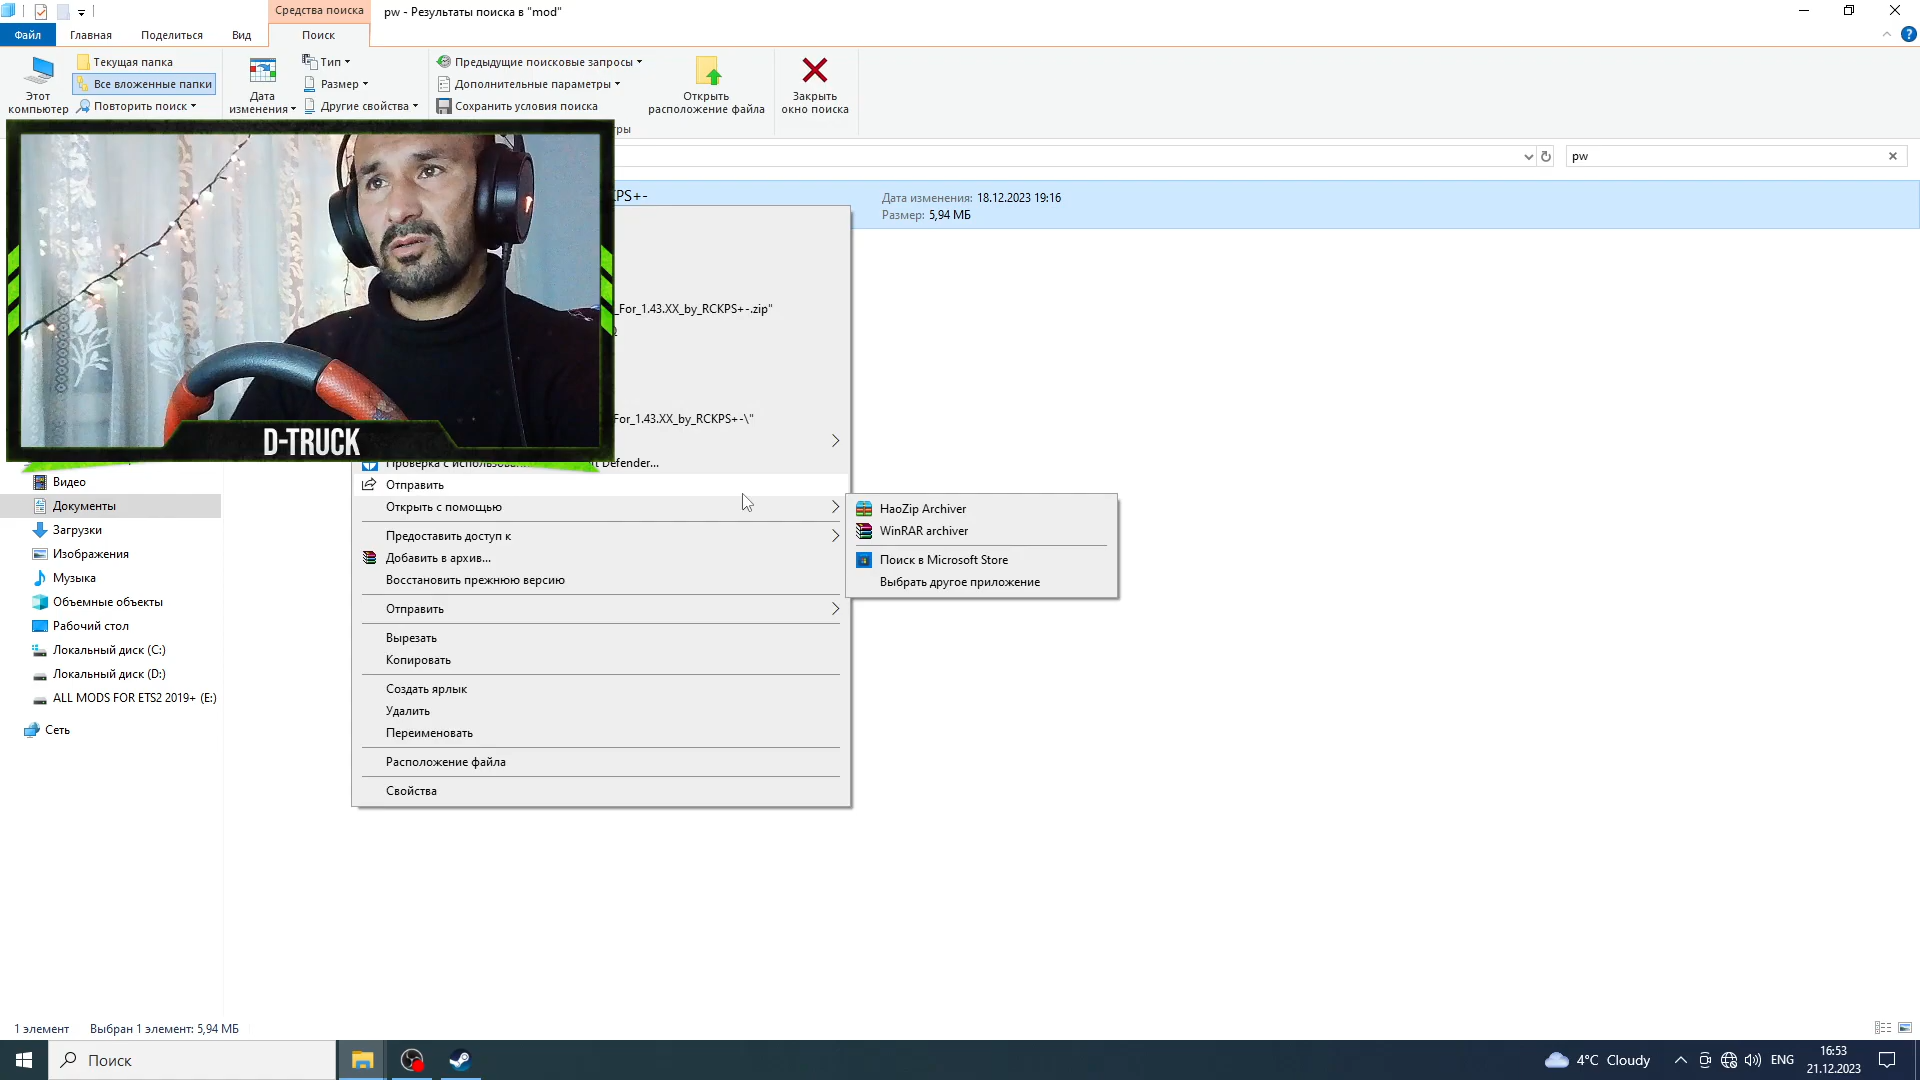 Средства поиска
pw - Результаты поиска в "mod"
Файл
Главная
Поделиться
Вид
Поиск
Этот компьютер
Текущая папка
Все вложенные папки
Повторить поиск
Дата изменения
Тип
Размер
Другие свойства
Предыдущие поисковые запросы
Дополнительные параметры
Сохранить условия поиска
Открыть расположение файла
Закрыть окно поиска
pw
KPS+-
Дата изменения: 18.12.2023 19:16
Размер: 5,94 МБ
_For_1.43.XX_by_RCKPS+-.zip"
For_1.43.XX_by_RCKPS+-\"
D-TRUCK
Defender...
Отправить
Открыть с помощью
Предоставить доступ к
Добавить в архив...
Восстановить прежнюю версию
Отправить
Вырезать
Копировать
Создать ярлык
Удалить
Переименовать
Расположение файла
Свойства
HaoZip Archiver
WinRAR archiver
Поиск в Microsoft Store
Выбрать другое приложение
Видео
Документы
Загрузки
Изображения
Музыка
Объемные объекты
Рабочий стол
Локальный диск (C:)
Локальный диск (D:)
ALL MODS FOR ETS2 2019+ (E:)
Сеть
1 элемент
Выбран 1 элемент: 5,94 МБ
Поиск
4°C Cloudy
ENG
16:53
21.12.2023